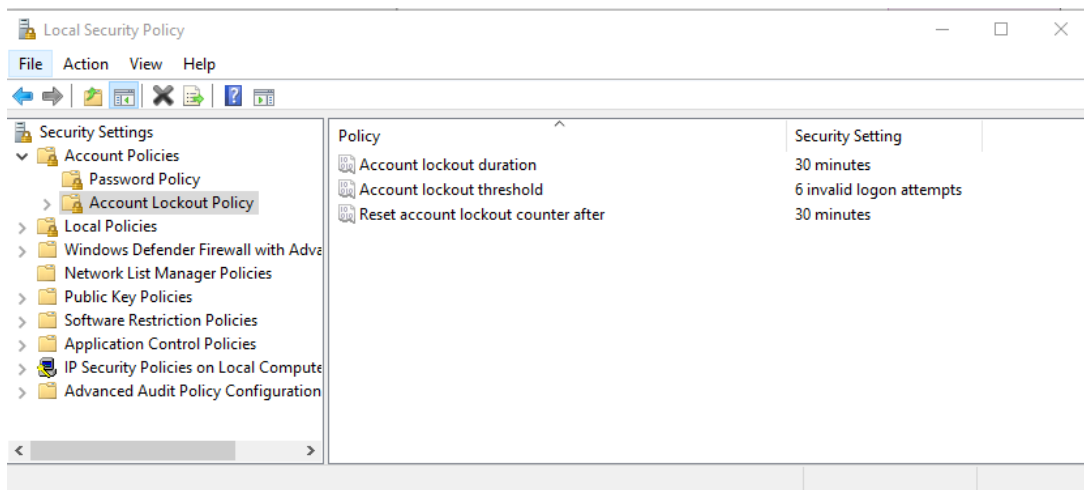 Local Security Policy
File Action View Help
Security Settings
Account Policies
Password Policy
Account Lockout Policy
Local Policies
Windows Defender Firewall with Adva
Network List Manager Policies
Public Key Policies
Software Restriction Policies
Application Control Policies
IP Security Policies on Local Compute
Advanced Audit Policy Configuration
Policy Security Setting
Account lockout duration 30 minutes
Account lockout threshold 6 invalid logon attempts
Reset account lockout counter after 30 minutes